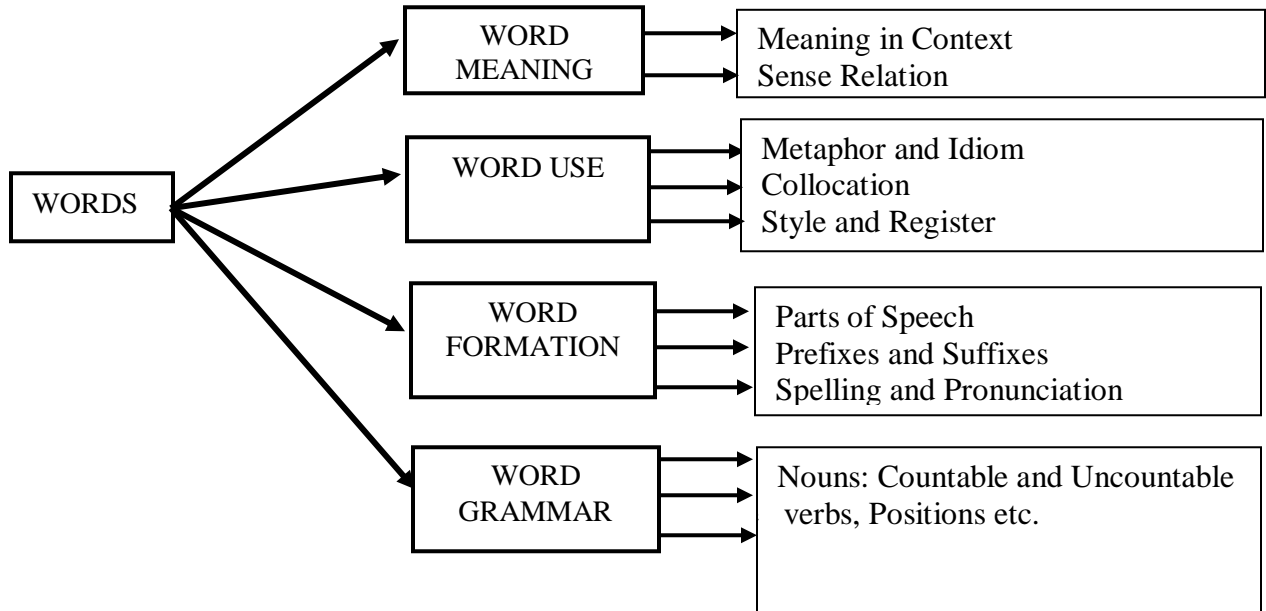 WORDS
WORD
MEANING
Meaning in Context
Sense Relation
WORD USE
Metaphor and Idiom
Collocation
Style and Register
WORD
FORMATION
Parts of Speech
Prefixes and Suffixes
Spelling and Pronunciation
WORD
GRAMMAR
Nouns: Countable and Uncountable
verbs, Positions etc.